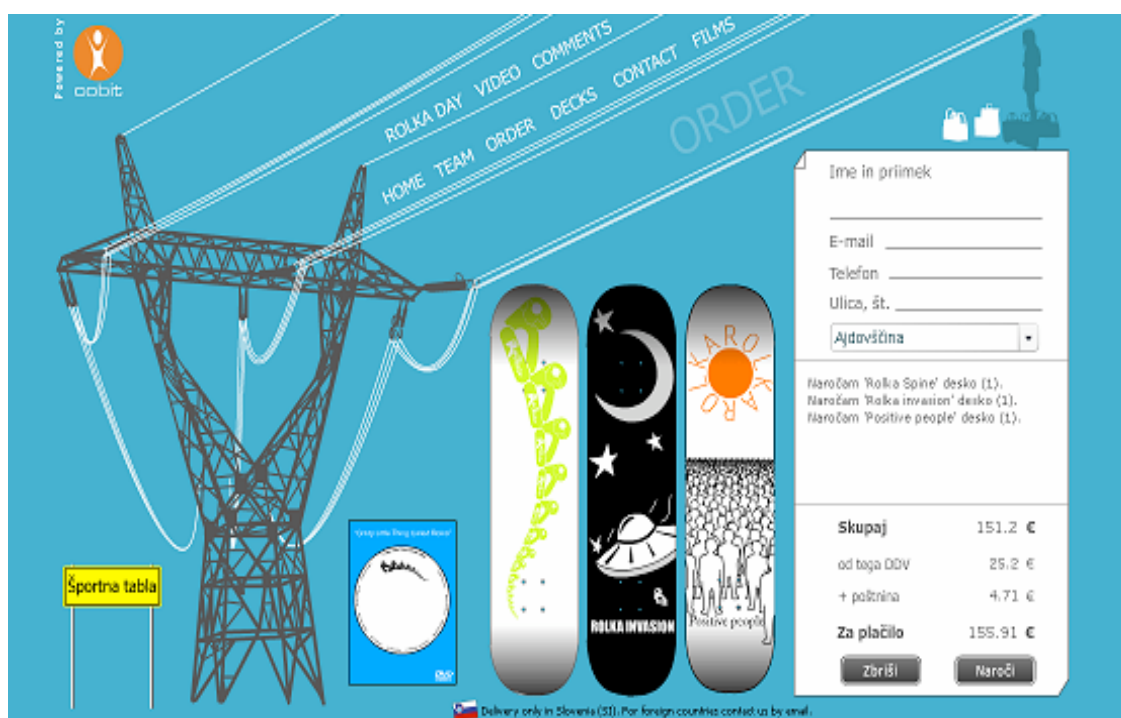 Powered by
oobit
ROLKA DAY VIDEO COMMENTS
HOME TEAM ORDER DECKS CONTACT FILMS
ORDER
Ime in priimek
E-mail
Telefon
Ulica, št.
Ajdovščina
Naročam 'Rolka Spine' desko (1).
Naročam 'Rolka invasion' desko (1).
Naročam 'Positive people' desko (1).
Skupaj 151.2 €
od tega DDV 25.2 €
+ poštnina 4.71 €
Za plačilo 155.91 €
Zbriši Naroči
Športna tabla
DVD
KAROLKAROLKARO
ROLKA INVASION
Positive people
Delivery only in Slovenia (SI). For foreign countries contact us by email.